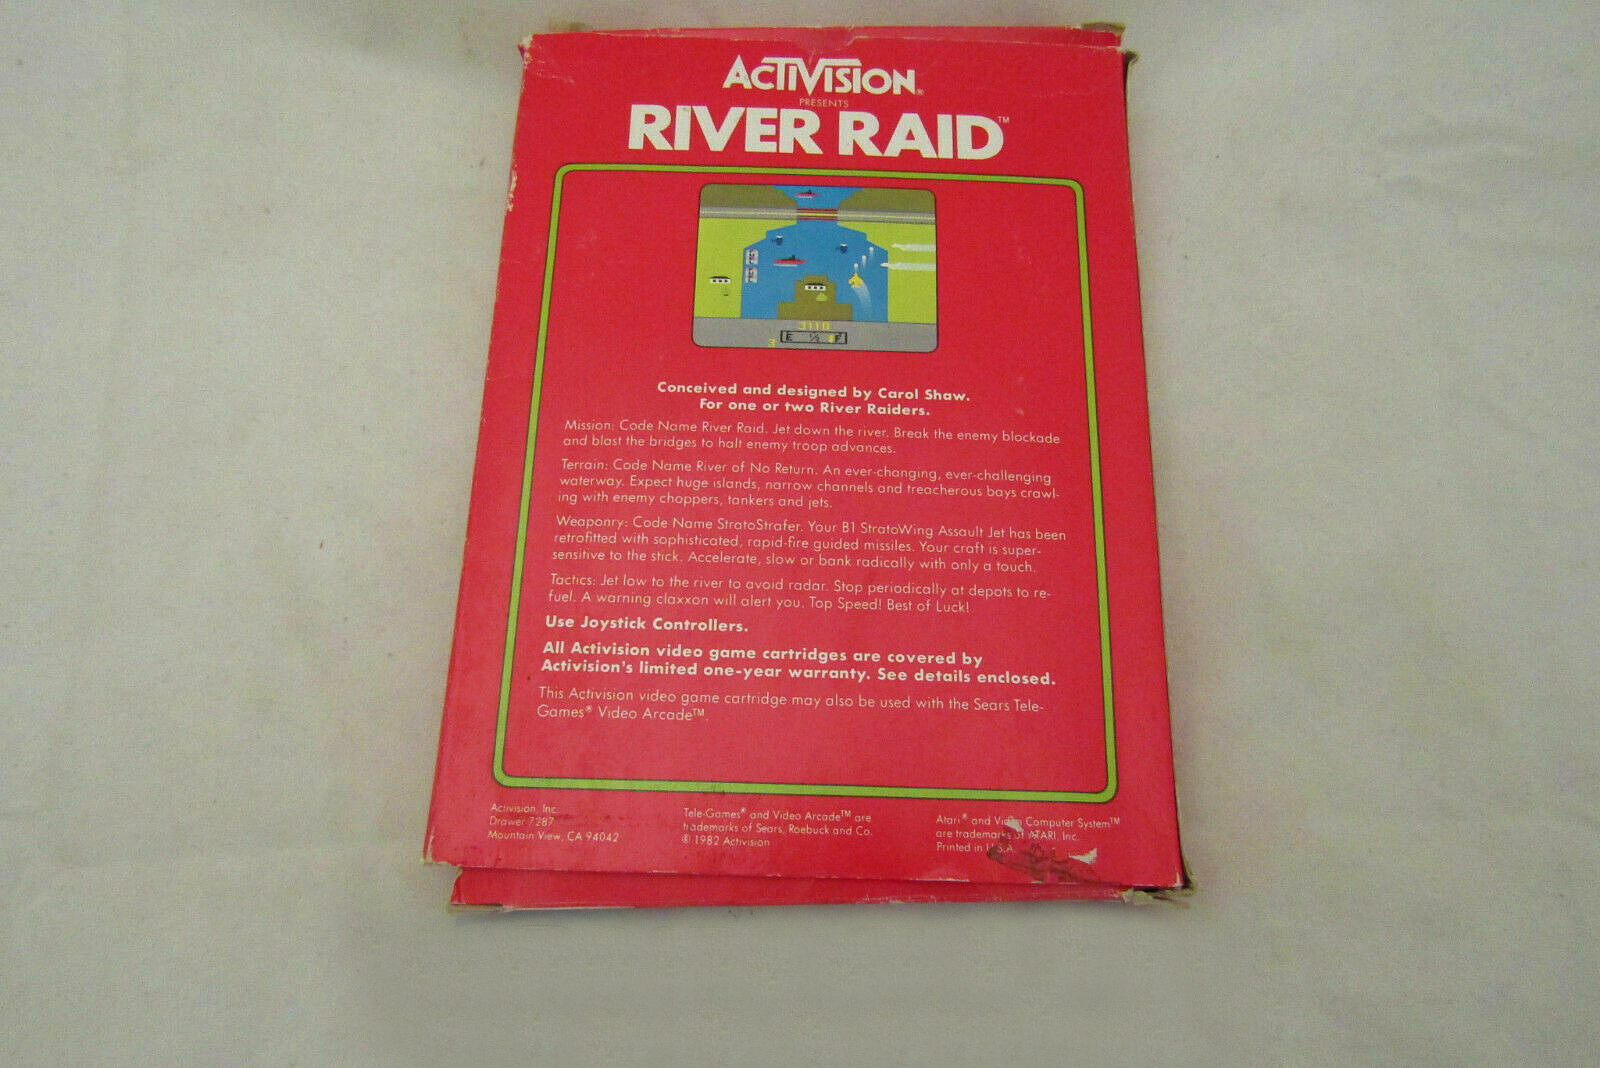 ACTIVISION®
PRESENTS
RIVER RAID™
3110
E ½ F
3
Conceived and designed by Carol Shaw.
For one or two River Raiders.
Mission: Code Name River Raid. Jet down the river. Break the enemy blockade
and blast the bridges to halt enemy troop advances.
Terrain: Code Name River of No Return. An ever-changing, ever-challenging
waterway. Expect huge islands, narrow channels and treacherous bays crawl-
ing with enemy choppers, tankers and jets.
Weaponry: Code Name StratoStrafer. Your B1 StratoWing Assault Jet has been
retrofitted with sophisticated, rapid-fire guided missiles. Your craft is super-
sensitive to the stick. Accelerate, slow or bank radically with only a touch.
Tactics: Jet low to the river to avoid radar. Stop periodically at depots to re-
fuel. A warning claxxon will alert you. Top Speed! Best of Luck!
Use Joystick Controllers.
All Activision video game cartridges are covered by
Activision's limited one-year warranty. See details enclosed.
This Activision video game cartridge may also be used with the Sears Tele-
Games® Video Arcade™.
Activision, Inc.
Drawer 7287
Mountain View, CA 94042
Tele-Games® and Video Arcade™ are
trademarks of Sears, Roebuck and Co.
© 1982 Activision
Atari® and Video Computer System™
are trademarks of ATARI, Inc.
Printed in U.S.A.